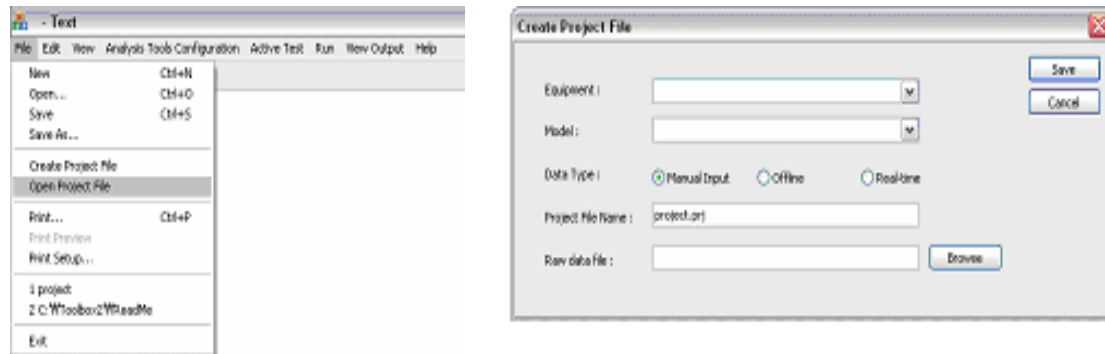 - Text
File Edit View Analysis Tools Configuration Active Test Run View Output Help
New Ctrl+N
Open... Ctrl+O
Save Ctrl+S
Save As...
Create Project File
Open Project File
Print... Ctrl+P
Print Preview
Print Setup...
1 project
2 C:₩Toolbox2₩ReadMe
Exit
Create Project File
Equipment :
Model :
Data Type :
Manual Input Offline Real-time
Project File Name :
project.prj
Raw data file :
Browse
Save
Cancel